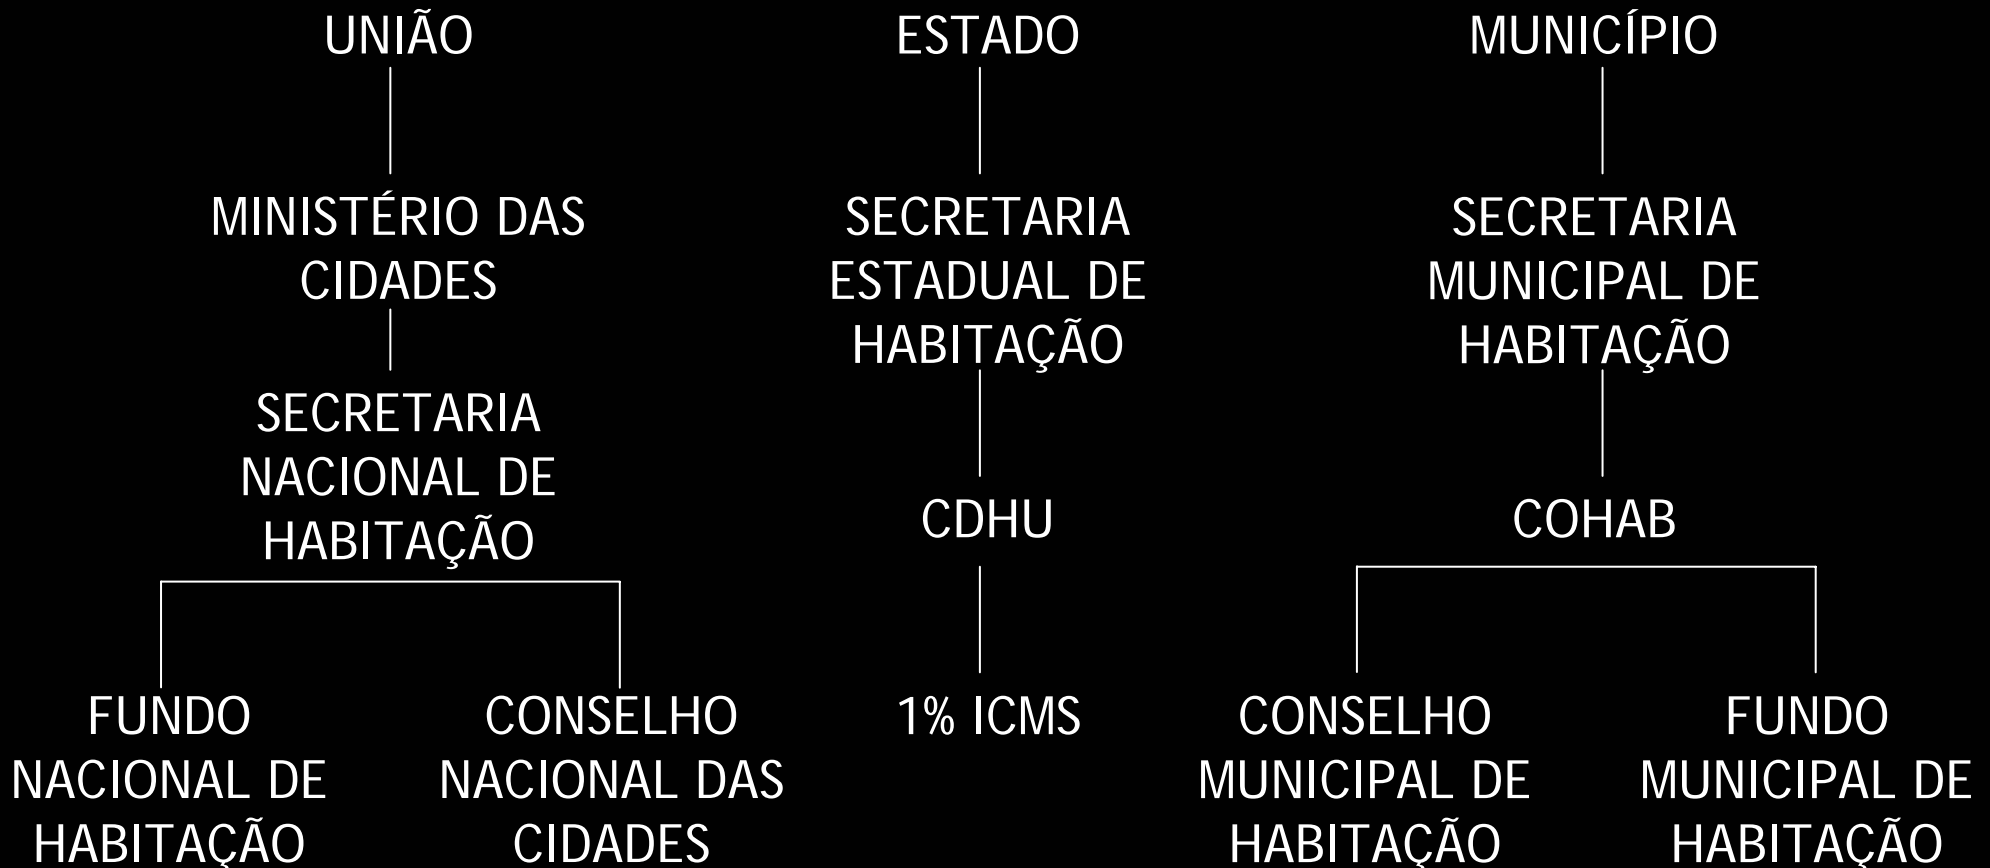 UNIÃO
MINISTÉRIO DAS
CIDADES
SECRETARIA
NACIONAL DE
HABITAÇÃO
FUNDO
NACIONAL DE
HABITAÇÃO
CONSELHO
NACIONAL DAS
CIDADES
ESTADO
SECRETARIA
ESTADUAL DE
HABITAÇÃO
CDHU
1% ICMS
MUNICÍPIO
SECRETARIA
MUNICIPAL DE
HABITAÇÃO
COHAB
CONSELHO
MUNICIPAL DE
HABITAÇÃO
FUNDO
MUNICIPAL DE
HABITAÇÃO